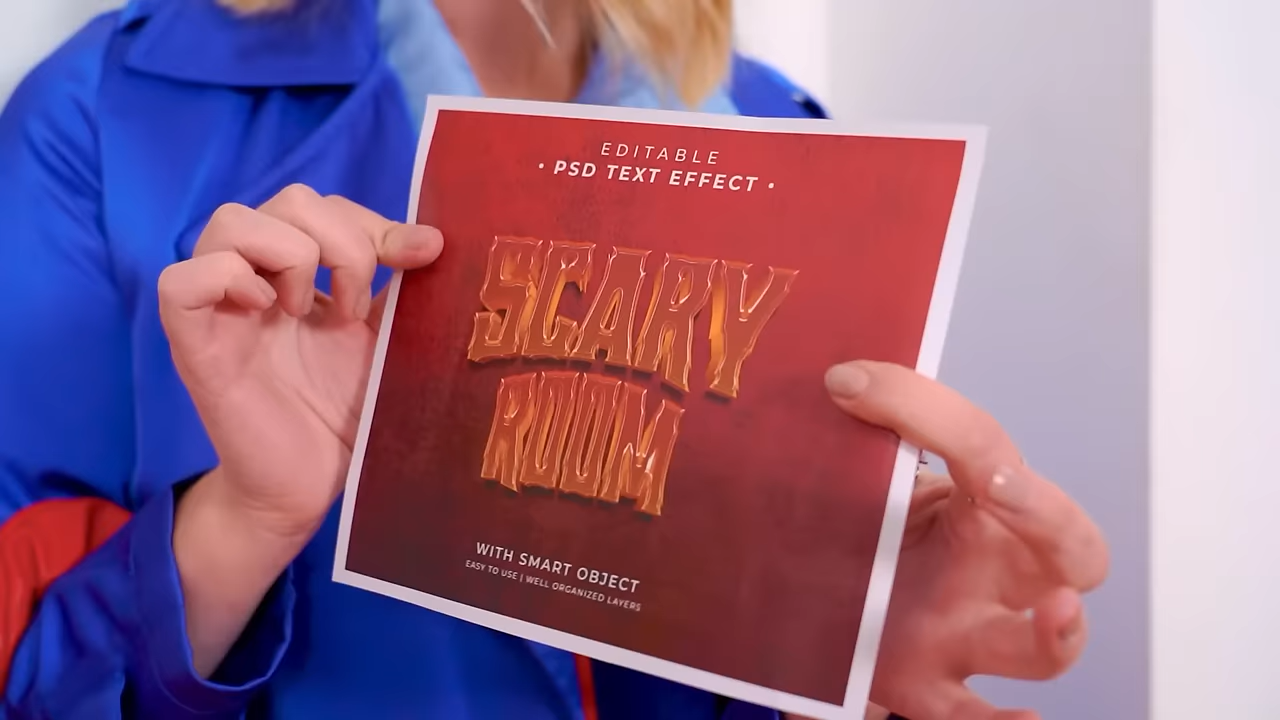 EDITABLE
• PSD TEXT EFFECT •
SCARY
ROOM
WITH SMART OBJECT
EASY TO USE | WELL ORGANIZED LAYERS